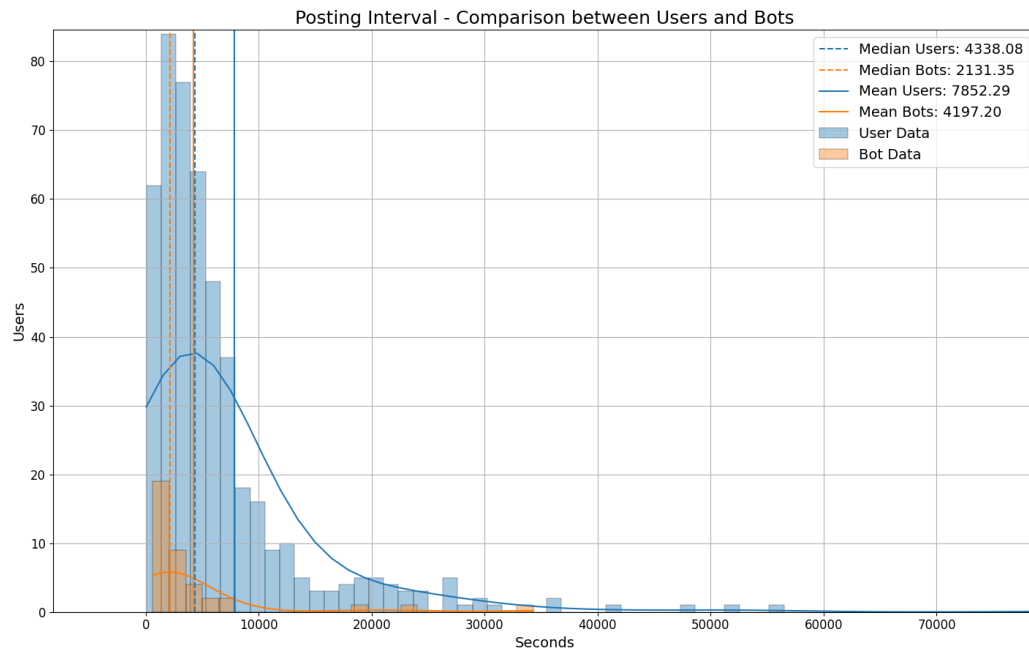 Posting Interval - Comparison between Users and Bots
Median Users: 4338.08
Median Bots: 2131.35
Mean Users: 7852.29
Mean Bots: 4197.20
User Data
Bot Data
Users
80
70
60
50
40
30
20
10
0
0 10000 20000 30000 40000 50000 60000 70000
Seconds